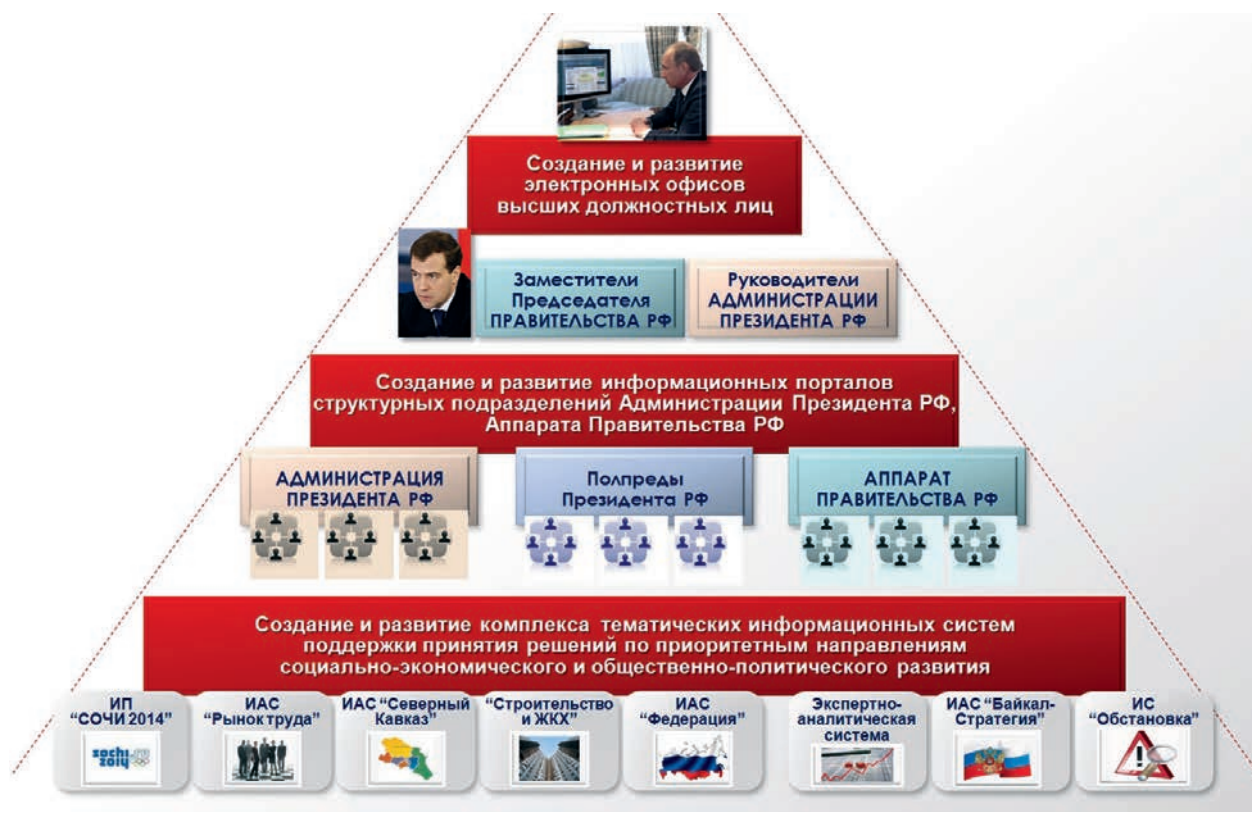 Создание и развитие
электронных офисов
высших должностных лиц
Заместители
Председателя
ПРАВИТЕЛЬСТВА РФ
Руководители
АДМИНИСТРАЦИИ
ПРЕЗИДЕНТА РФ
Создание и развитие информационных порталов
структурных подразделений Администрации Президента РФ,
Аппарата Правительства РФ
АДМИНИСТРАЦИЯ
ПРЕЗИДЕНТА РФ
Полпреды
Президента РФ
АППАРАТ
ПРАВИТЕЛЬСТВА РФ
Создание и развитие комплекса тематических информационных систем
поддержки принятия решений по приоритетным направлениям
социально-экономического и общественно-политического развития
ИП
“СОЧИ 2014”
sochi.ru
2014
ИАС
“Рынок труда”
ИАС “Северный
Кавказ”
“Строительство
и ЖКХ”
ИАС
“Федерация”
Экспертно-
аналитическая
система
ИАС “Байкал-
Стратегия”
ИС
“Обстановка”